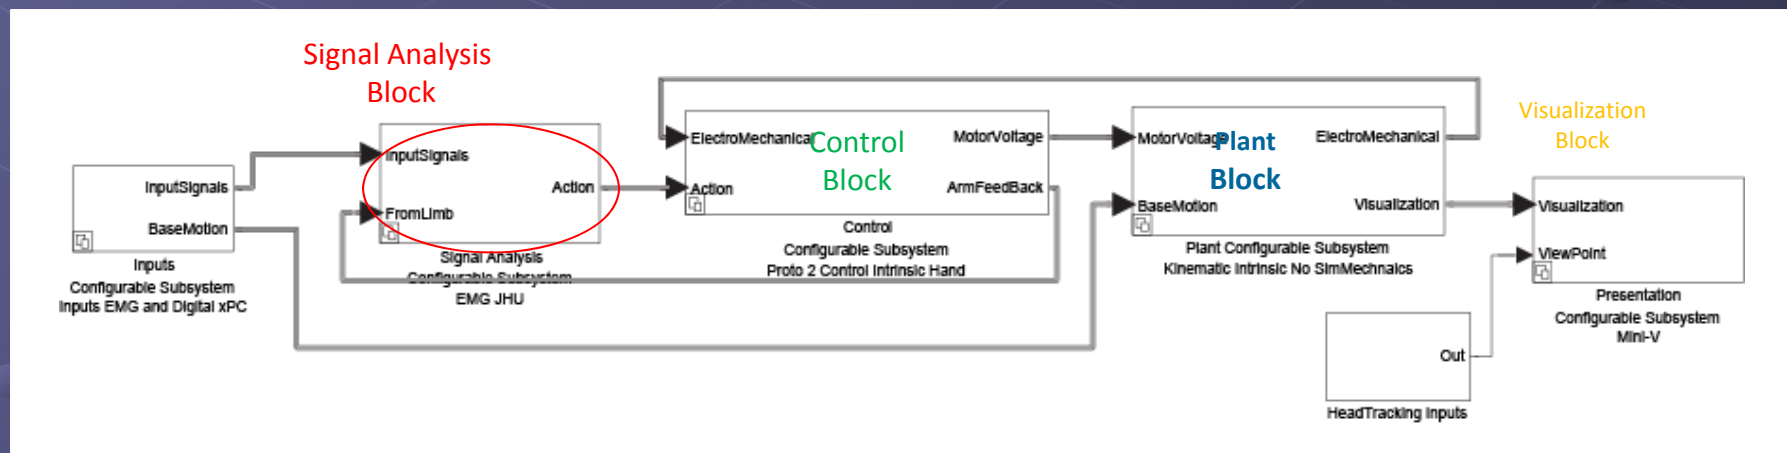 Signal Analysis
Block
InputSignals
BaseMotion
Inputs
Configurable Subsystem
Inputs EMG and Digital xPC
InputSignals
Action
FromLimb
Signal Analysis
Configurable Subsystem
EMG JHU
ElectroMechanical
MotorVoltage
Control
Block
Action
ArmFeedBack
Control
Configurable Subsystem
Proto 2 Control Intrinsic Hand
MotorVoltage
ElectroMechanical
Plant
Block
BaseMotion
Visualization
Plant Configurable Subsystem
Kinematic Intrinsic No SimMechnaics
Visualization
Block
Visualization
ViewPoint
Presentation
Configurable Subsystem
Mini-V
Out
HeadTracking Inputs